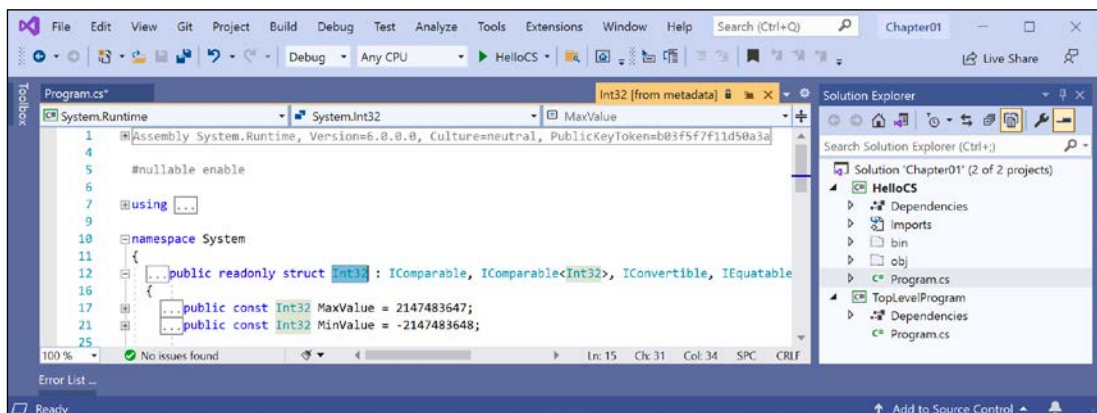 File Edit View Git Project Build Debug Test Analyze Tools Extensions Window Help Search (Ctrl+Q) Chapter01
Debug Any CPU HelloCS Live Share
Toolbox
Program.cs* Int32 [from metadata]
System.Runtime System.Int32 MaxValue
1 Assembly System.Runtime, Version=6.0.0.0, Culture=neutral, PublicKeyToken=b03f5f7f11d50a3a
4
5 #nullable enable
6
7 using ...
9
10 namespace System
11 {
12 ...public readonly struct Int32 : IComparable, IComparable<Int32>, IConvertible, IEquatable
16 {
17 ...public const Int32 MaxValue = 2147483647;
21 ...public const Int32 MinValue = -2147483648;
25
100 % No issues found Ln: 15 Ch: 31 Col: 34 SPC CRLF
Solution Explorer
Search Solution Explorer (Ctrl+;)
Solution 'Chapter01' (2 of 2 projects)
HelloCS
Dependencies
Imports
bin
obj
Program.cs
TopLevelProgram
Dependencies
Program.cs
Error List ...
Ready Add to Source Control